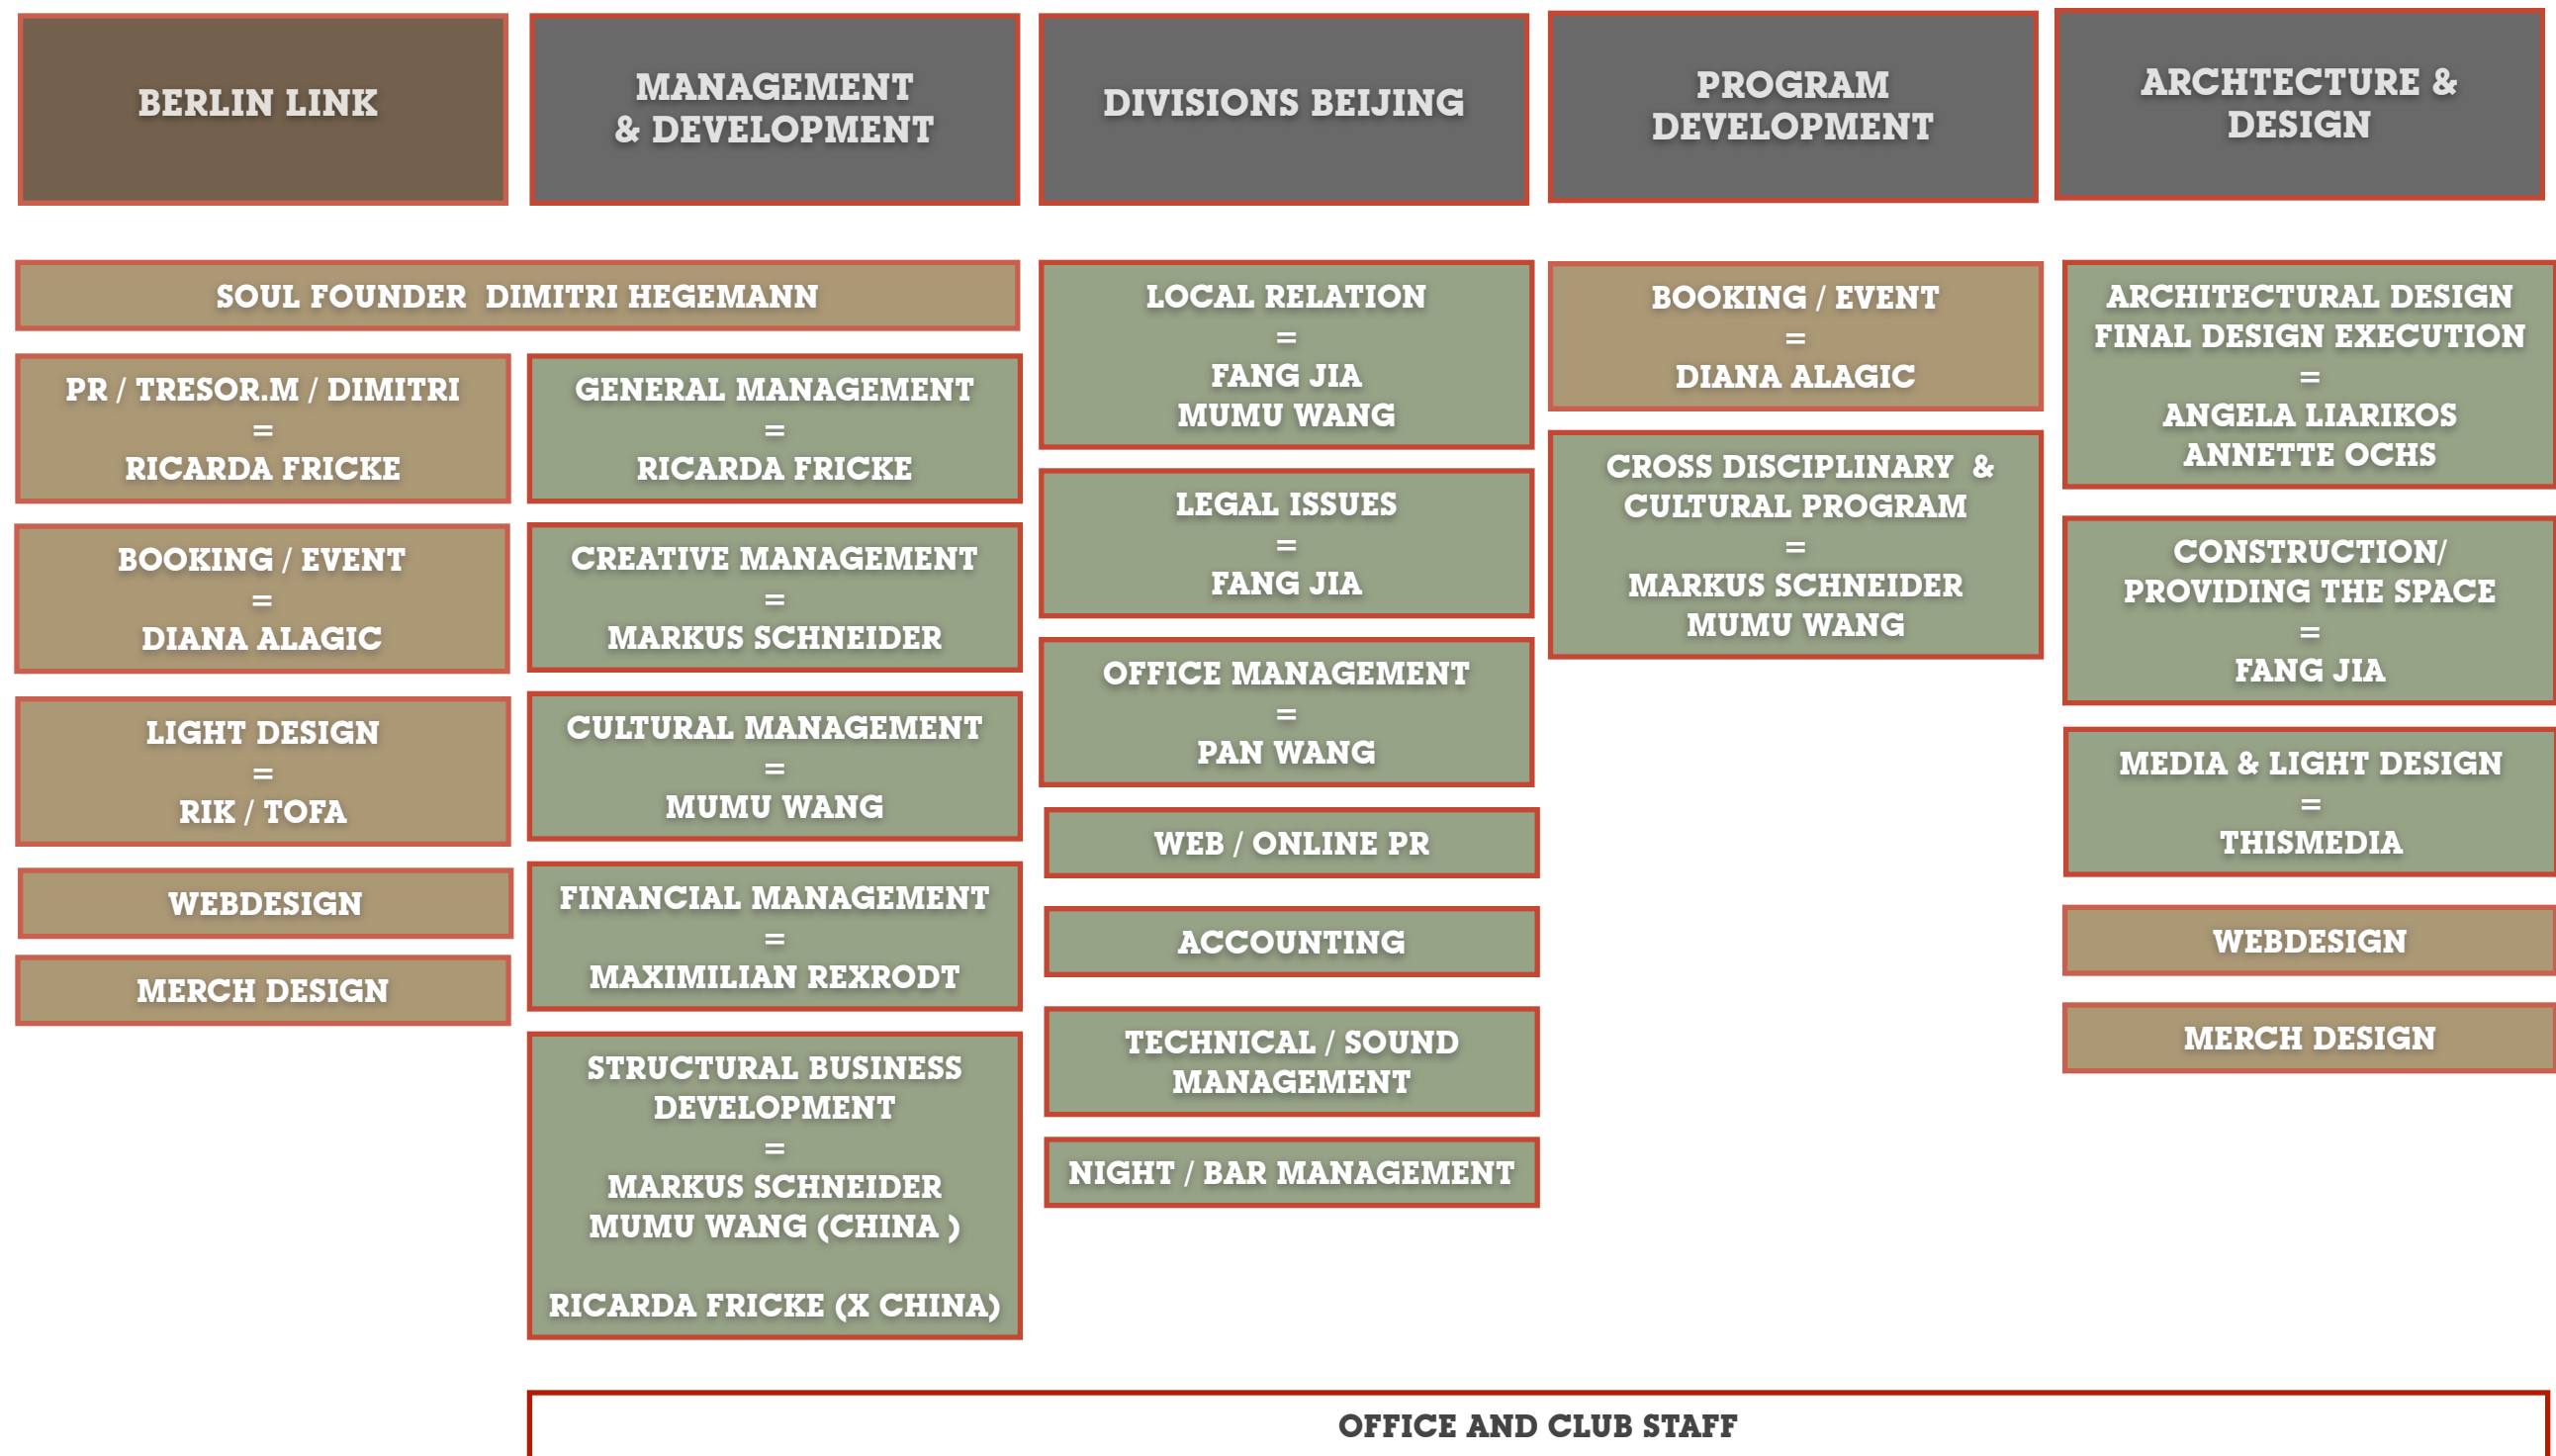 BERLIN LINK
MANAGEMENT
& DEVELOPMENT
DIVISIONS BEIJING
PROGRAM
DEVELOPMENT
ARCHTECTURE &
DESIGN
SOUL FOUNDER  DIMITRI HEGEMANN
PR / TRESOR.M / DIMITRI
=
RICARDA FRICKE
BOOKING / EVENT
=
DIANA ALAGIC
LIGHT DESIGN
=
RIK / TOFA
WEBDESIGN
MERCH DESIGN
GENERAL MANAGEMENT
=
RICARDA FRICKE
CREATIVE MANAGEMENT
=
MARKUS SCHNEIDER
CULTURAL MANAGEMENT
=
MUMU WANG
FINANCIAL MANAGEMENT
=
MAXIMILIAN REXRODT
STRUCTURAL BUSINESS
DEVELOPMENT
=
MARKUS SCHNEIDER
MUMU WANG (CHINA )
RICARDA FRICKE (X CHINA)
LOCAL RELATION
=
FANG JIA
MUMU WANG
LEGAL ISSUES
=
FANG JIA
OFFICE MANAGEMENT
=
PAN WANG
WEB / ONLINE PR
ACCOUNTING
TECHNICAL / SOUND
MANAGEMENT
NIGHT / BAR MANAGEMENT
BOOKING / EVENT
=
DIANA ALAGIC
CROSS DISCIPLINARY  &
CULTURAL PROGRAM
=
MARKUS SCHNEIDER
MUMU WANG
ARCHITECTURAL DESIGN
FINAL DESIGN EXECUTION
=
ANGELA LIARIKOS
ANNETTE OCHS
CONSTRUCTION/
PROVIDING THE SPACE
=
FANG JIA
MEDIA & LIGHT DESIGN
=
THISMEDIA
WEBDESIGN
MERCH DESIGN
OFFICE AND CLUB STAFF